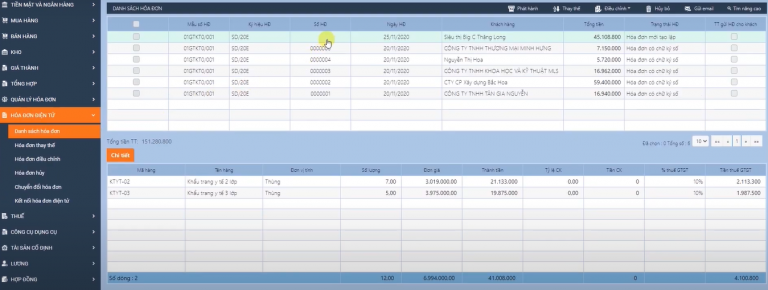 TIỀN MẶT VÀ NGÂN HÀNG
MUA HÀNG
BÁN HÀNG
KHO
GIÁ THÀNH
TỔNG HỢP
QUẢN LÝ HÓA ĐƠN
HÓA ĐƠN ĐIỆN TỬ
Danh sách hóa đơn
Hóa đơn thay thế
Hóa đơn điều chỉnh
Hóa đơn hủy
Chuyển đổi hóa đơn
Kết nối hóa đơn điện tử
THUẾ
CÔNG CỤ DỤNG CỤ
TÀI SẢN CỐ ĐỊNH
LƯƠNG
HỢP ĐỒNG
DANH SÁCH HÓA ĐƠN Phát hành Thay thế Điều chỉnh Hủy bỏ Gửi email Tìm nâng cao
Mẫu số HĐ Ký hiệu HĐ Số HĐ Ngày HĐ Khách hàng Tổng tiền Trạng thái HĐ TT gửi HĐ cho khách
01GTKT0/001 SD/20E 25/11/2020 Siêu thị Big C Thăng Long 45.108.800 Hóa đơn mới tạo lập
01GTKT0/001 SD/20E 20/11/2020 CÔNG TY TNHH THƯƠNG MẠI MINH HƯNG 7.150.000 Hóa đơn có chữ ký số
01GTKT0/001 SD/20E 0000004 20/11/2020 Nguyễn Thị Hoa 5.720.000 Hóa đơn có chữ ký số
01GTKT0/001 SD/20E 0000003 20/11/2020 CÔNG TY TNHH KHOA HỌC VÀ KỸ THUẬT MLS 16.962.000 Hóa đơn có chữ ký số
01GTKT0/001 SD/20E 0000002 20/11/2020 CTY CP Xây dựng Bắc Hoa 59.400.000 Hóa đơn có chữ ký số
01GTKT0/001 SD/20E 0000001 20/11/2020 CÔNG TY TNHH TÂN GIA NGUYỄN 16.940.000 Hóa đơn có chữ ký số
Tổng tiền TT: Đã chọn: 0 Tổng số: 6 10 1
Chi tiết
Mã hàng Tên hàng Đơn vị tính Số lượng Đơn giá Thành tiền Tỷ lệ CK Tiền CK % thuế GTGT Tiền thuế GTGT
KTYT-02 Khẩu trang y tế 2 lớp Thùng 7.00 3.019.000.00 21.133.000 0.00 0 10% 2.113.300
KTYT-03 Khẩu trang y tế 3 lớp Thùng 5.00 3.975.000.00 19.875.000 0.00 0 10% 1.987.500
Số dòng : 2 12.00 6.994.000.00 41.008.000 0 4.100.800